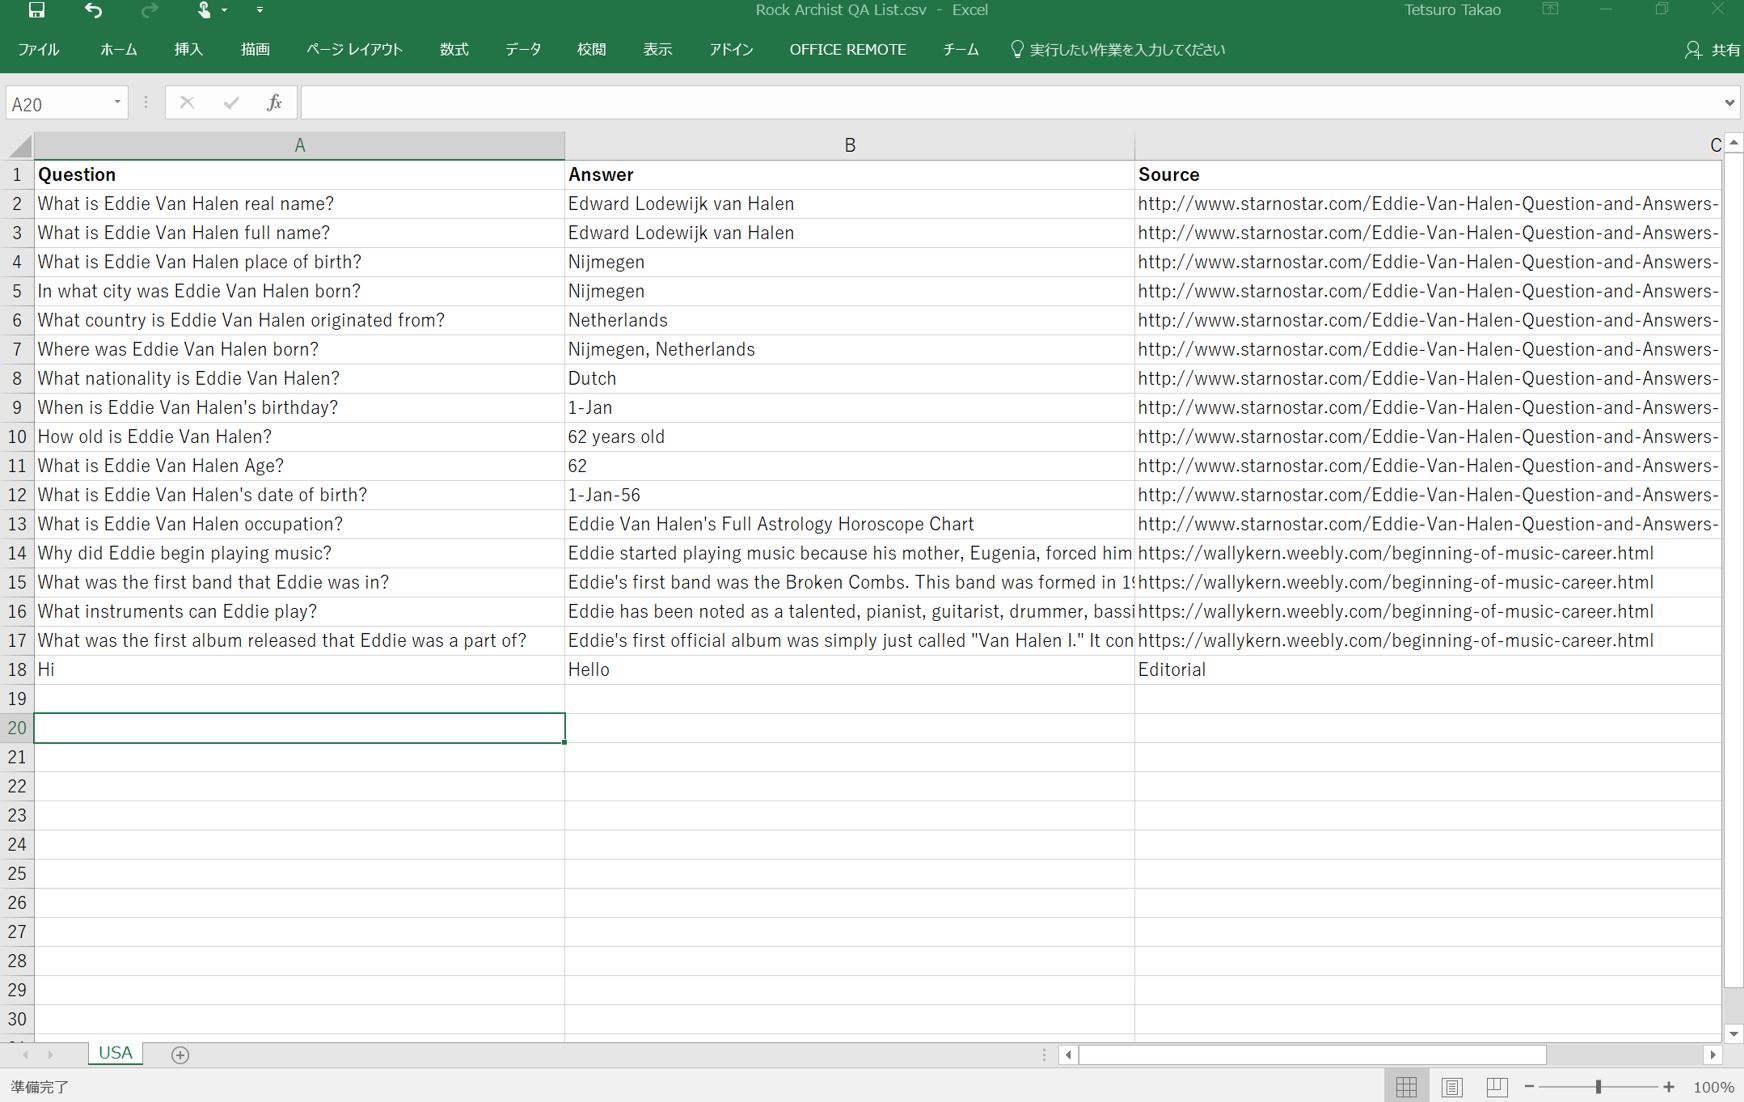 Rock Archist QA List.csv - Excel
Tetsuro Takao
ファイル ホーム 挿入 描画 ページ レイアウト 数式 データ 校閲 表示 アドイン OFFICE REMOTE チーム 実行したい作業を入力してください 共有
A20 fx
A B C
1 Question Answer Source
2 What is Eddie Van Halen real name? Edward Lodewijk van Halen http://www.starnostar.com/Eddie-Van-Halen-Question-and-Answers-
3 What is Eddie Van Halen full name? Edward Lodewijk van Halen http://www.starnostar.com/Eddie-Van-Halen-Question-and-Answers-
4 What is Eddie Van Halen place of birth? Nijmegen http://www.starnostar.com/Eddie-Van-Halen-Question-and-Answers-
5 In what city was Eddie Van Halen born? Nijmegen http://www.starnostar.com/Eddie-Van-Halen-Question-and-Answers-
6 What country is Eddie Van Halen originated from? Netherlands http://www.starnostar.com/Eddie-Van-Halen-Question-and-Answers-
7 Where was Eddie Van Halen born? Nijmegen, Netherlands http://www.starnostar.com/Eddie-Van-Halen-Question-and-Answers-
8 What nationality is Eddie Van Halen? Dutch http://www.starnostar.com/Eddie-Van-Halen-Question-and-Answers-
9 When is Eddie Van Halen's birthday? 1-Jan http://www.starnostar.com/Eddie-Van-Halen-Question-and-Answers-
10 How old is Eddie Van Halen? 62 years old http://www.starnostar.com/Eddie-Van-Halen-Question-and-Answers-
11 What is Eddie Van Halen Age? 62 http://www.starnostar.com/Eddie-Van-Halen-Question-and-Answers-
12 What is Eddie Van Halen's date of birth? 1-Jan-56 http://www.starnostar.com/Eddie-Van-Halen-Question-and-Answers-
13 What is Eddie Van Halen occupation? Eddie Van Halen's Full Astrology Horoscope Chart http://www.starnostar.com/Eddie-Van-Halen-Question-and-Answers-
14 Why did Eddie begin playing music? Eddie started playing music because his mother, Eugenia, forced him https://wallykern.weebly.com/beginning-of-music-career.html
15 What was the first band that Eddie was in? Eddie's first band was the Broken Combs. This band was formed in 1 https://wallykern.weebly.com/beginning-of-music-career.html
16 What instruments can Eddie play? Eddie has been noted as a talented, pianist, guitarist, drummer, bassi https://wallykern.weebly.com/beginning-of-music-career.html
17 What was the first album released that Eddie was a part of? Eddie's first official album was simply just called "Van Halen I." It con https://wallykern.weebly.com/beginning-of-music-career.html
18 Hi Hello Editorial
19
20
21
22
23
24
25
26
27
28
29
30
USA
準備完了 100%